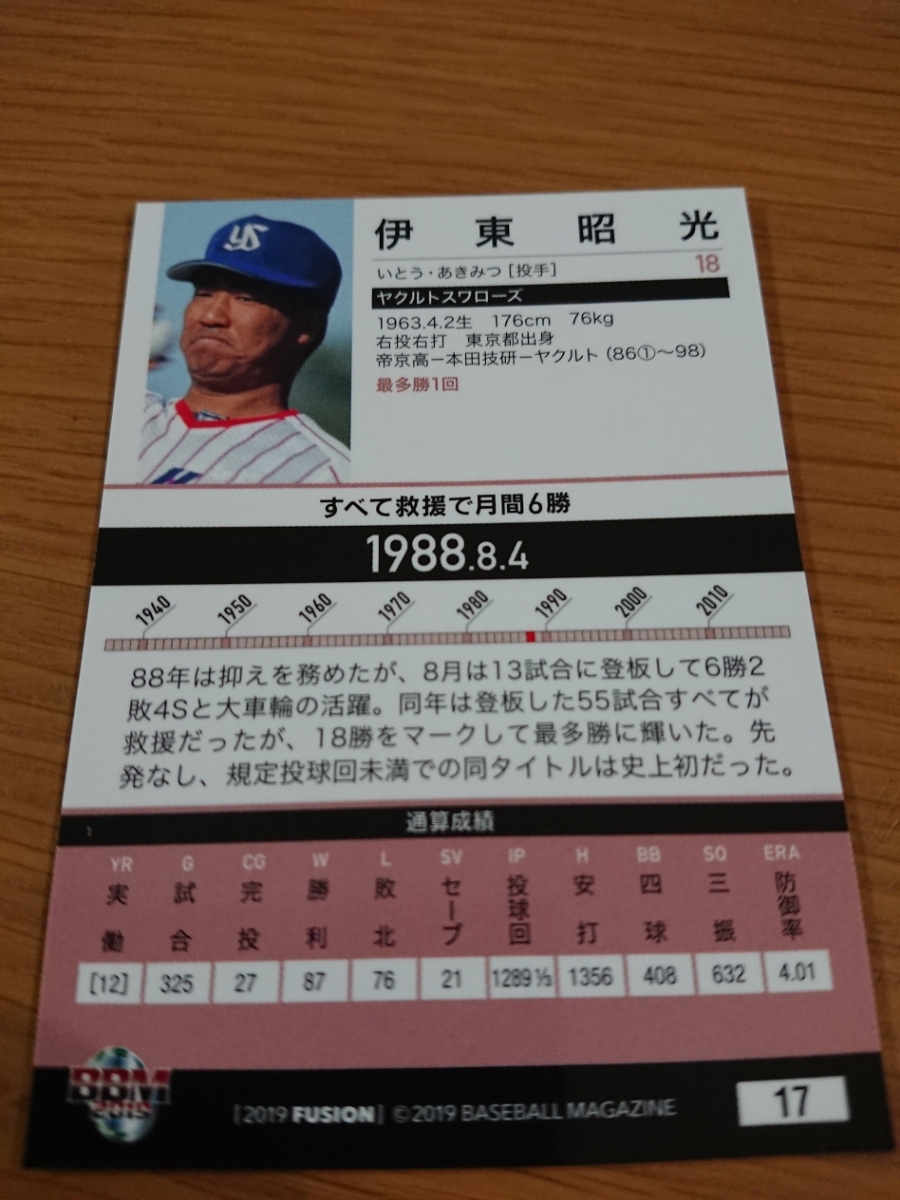 伊東昭光
いとう・あきみつ [投手] 18
ヤクルトスワローズ
1963.4.2生 176cm 76kg
右投右打 東京都出身
帝京高－本田技研－ヤクルト (86①〜98)
最多勝1回
すべて救援で月間6勝
1988.8.4
1940 1950 1960 1970 1980 1990 2000 2010
88年は抑えを務めたが、8月は13試合に登板して6勝2
敗4Sと大車輪の活躍。同年は登板した55試合すべてが
救援だったが、18勝をマークして最多勝に輝いた。先
発なし、規定投球回未満での同タイトルは史上初だった。
通算成績
YR G CG W L SV IP H BB SO ERA
実働 試合 完投 勝利 敗北 セーブ 投球回 安打 四球 三振 防御率
[12] 325 27 87 76 21 1289⅓ 1356 408 632 4.01
BBM
2019
[2019 FUSION] ©2019 BASEBALL MAGAZINE
17